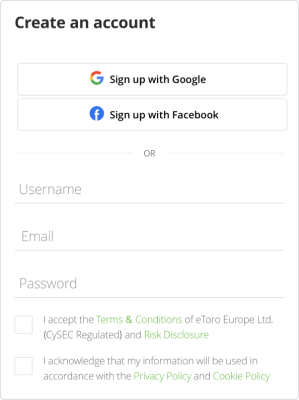 Create an account
Sign up with Google
Sign up with Facebook
OR
Username
Email
Password
I accept the Terms & Conditions of eToro Europe Ltd.
(CySEC Regulated) and Risk Disclosure
I acknowledge that my information will be used in
accordance with the Privacy Policy and Cookie Policy